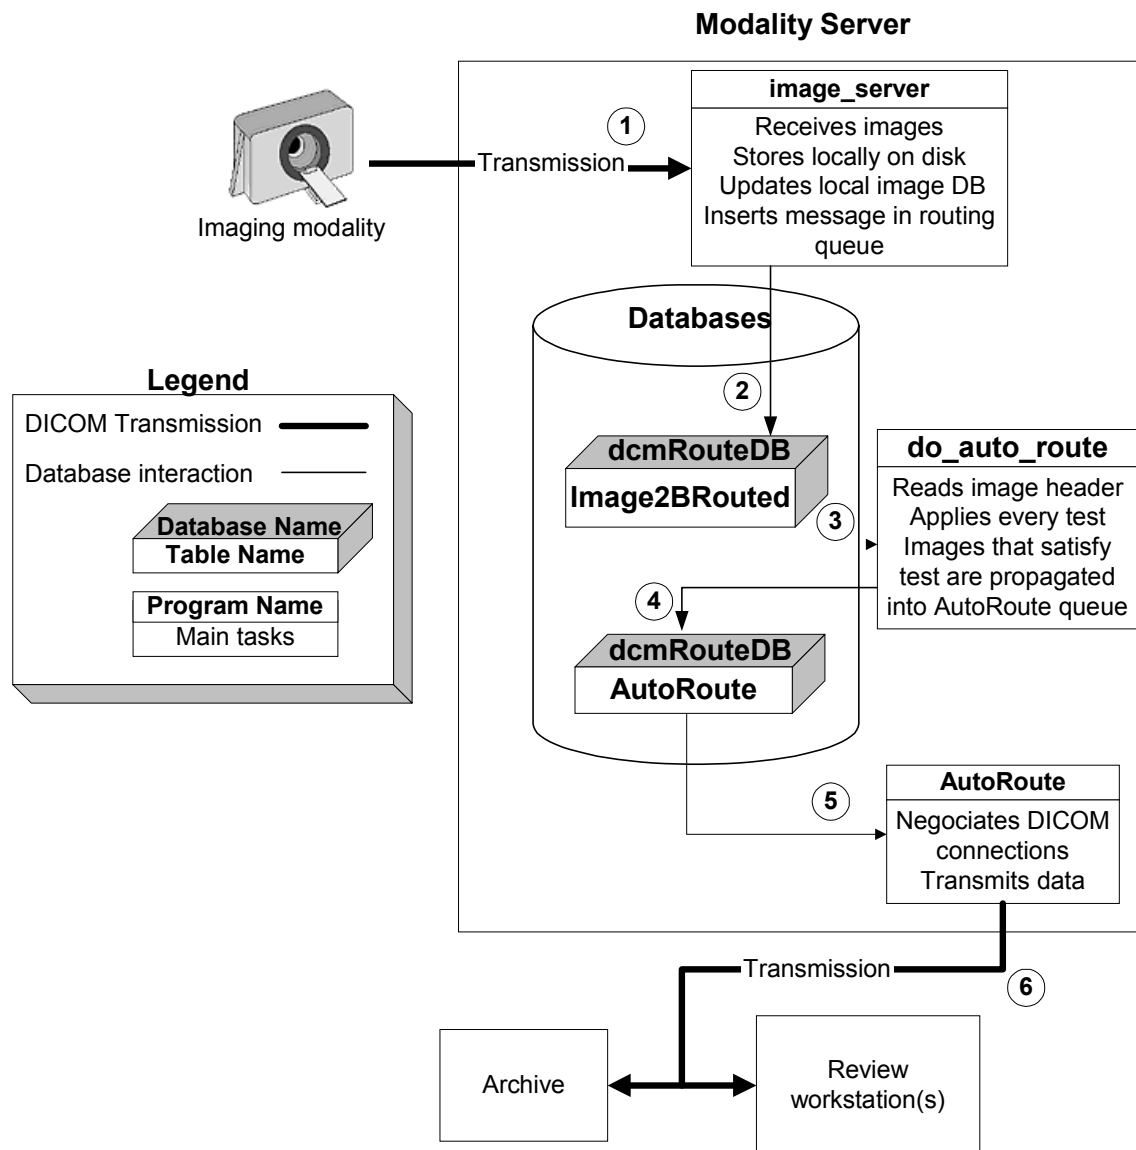 Modality Server
image_server
Receives images
Stores locally on disk
Updates local image DB
Inserts message in routing
queue
1
Transmission
Imaging modality
Databases
2
dcmRouteDB
Image2BRouted
3
do_auto_route
Reads image header
Applies every test
Images that satisfy
test are propagated
into AutoRoute queue
4
dcmRouteDB
AutoRoute
Legend
DICOM Transmission
Database interaction
Database Name
Table Name
Program Name
Main tasks
5
AutoRoute
Negociates DICOM
connections
Transmits data
Transmission
6
Archive
Review
workstation(s)